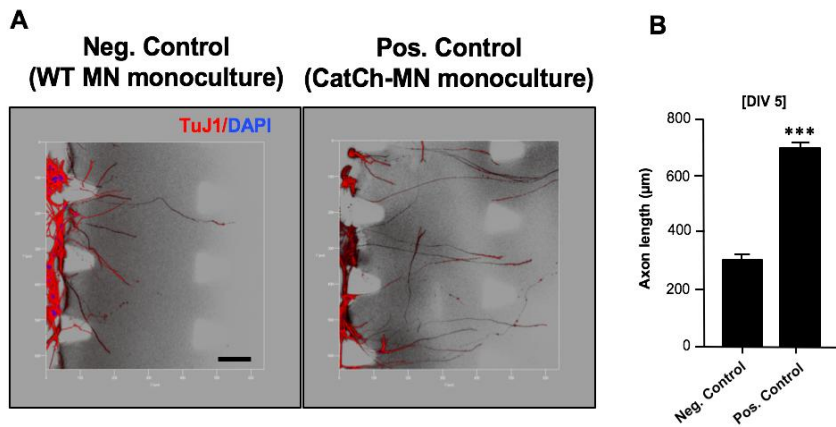 A
Neg. Control
(WT MN monoculture)
Pos. Control
(CatCh-MN monoculture)
TuJ1/DAPI
B
[DIV 5]
***
Axon length (µm)
800
600
400
200
0
Neg. Control
Pos. Control